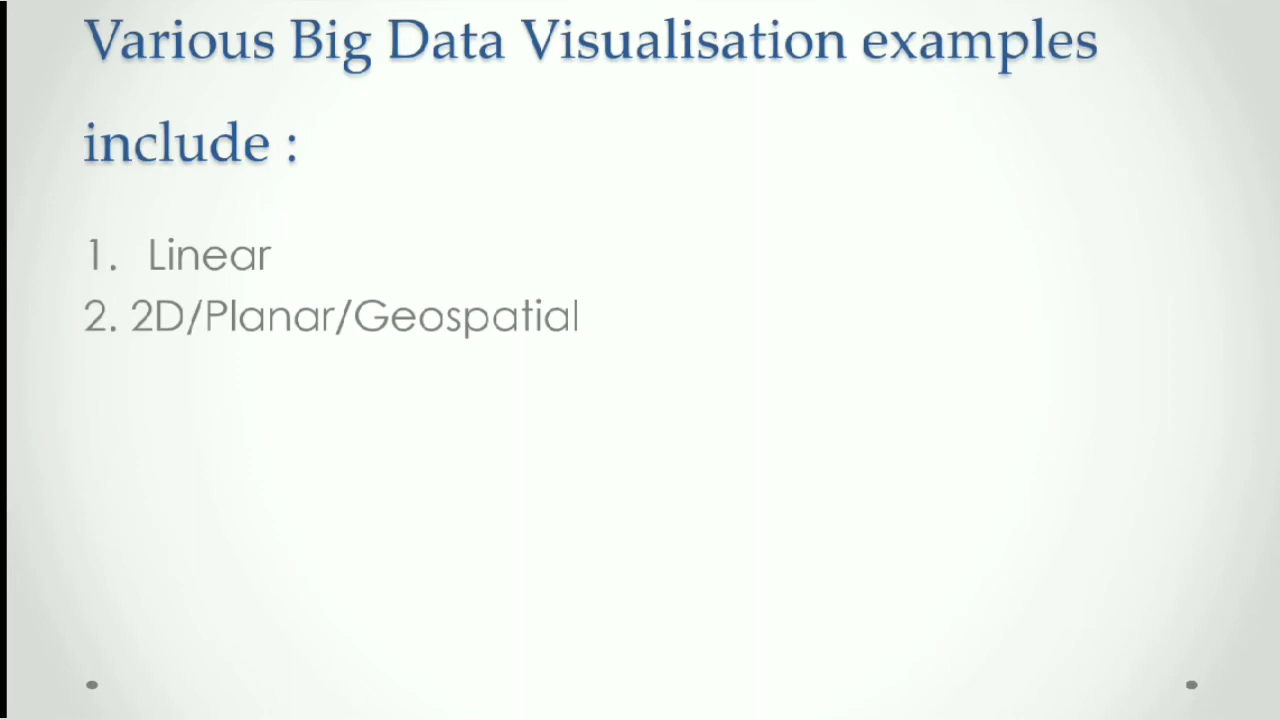 Various Big Data Visualisation examples
include :
1. Linear
2. 2D/Planar/Geospatial